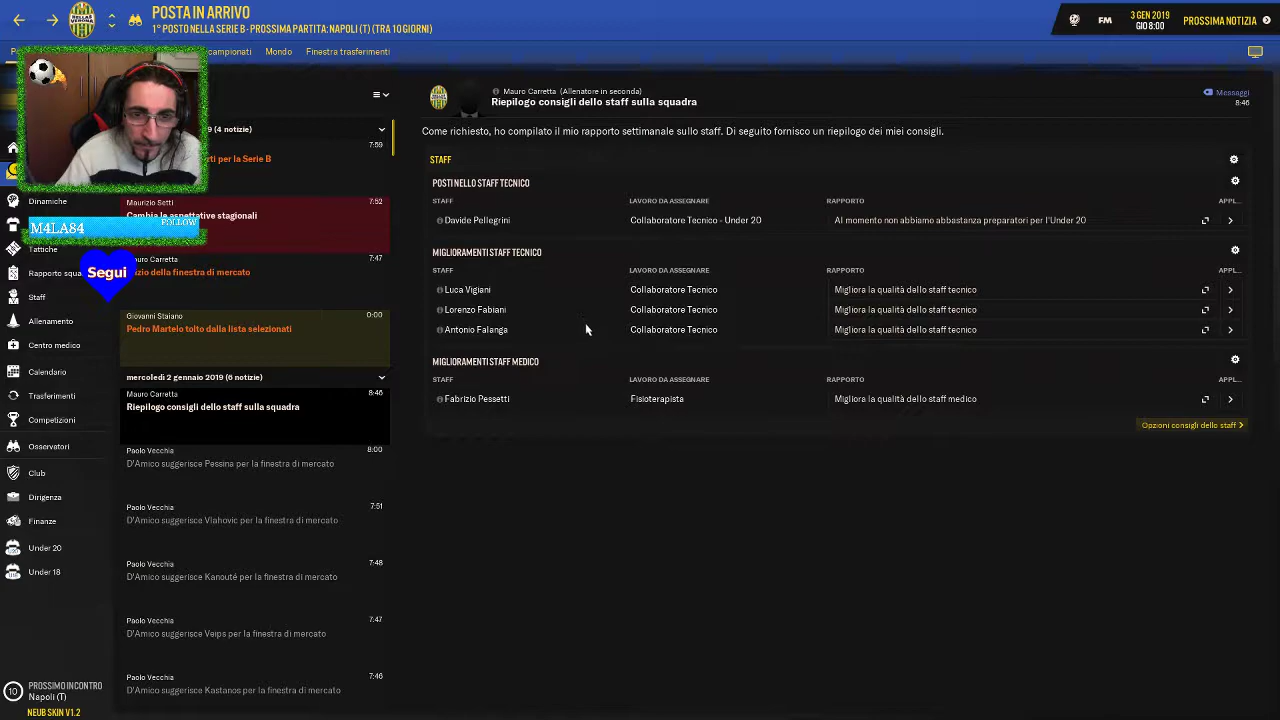 POSTA IN ARRIVO
1° POSTO NELLA SERIE B - PROSSIMA PARTITA: NAPOLI (T) (TRA 10 GIORNI)
FM
3 GEN 2019
GIO 8:00
PROSSIMA NOTIZIA
Mondo
Finestra trasferimenti
(4 notizie)
7:59
per la Serie B
Maurizio Setti
7:52
Cambia le aspettative stagionali
7:47
della finestra di mercato
Giovanni Staiano
0:00
Pedro Martelo tolto dalla lista selezionati
mercoledì 2 gennaio 2019 (6 notizie)
Mauro Carretta
8:46
Riepilogo consigli dello staff sulla squadra
Paolo Vecchia
8:00
D'Amico suggerisce Pessina per la finestra di mercato
Paolo Vecchia
7:51
D'Amico suggerisce Vlahovic per la finestra di mercato
Paolo Vecchia
7:48
D'Amico suggerisce Kanouté per la finestra di mercato
Paolo Vecchia
7:47
D'Amico suggerisce Veips per la finestra di mercato
Paolo Vecchia
7:46
D'Amico suggerisce Kastanos per la finestra di mercato
M4LA84
FOLLOW
Segui
Dinamiche
Tattiche
Rapporto
Staff
Allenamento
Centro medico
Calendario
Trasferimenti
Competizioni
Osservatori
Club
Dirigenza
Finanze
Under 20
Under 18
10
PROSSIMO INCONTRO
Napoli (T)
NEUB SKIN V1.2
Mauro Carretta (Allenatore in seconda)
Riepilogo consigli dello staff sulla squadra
Messaggi
8:46
Come richiesto, ho compilato il mio rapporto settimanale sullo staff. Di seguito fornisco un riepilogo dei miei consigli.
STAFF
POSTI NELLO STAFF TECNICO
STAFF LAVORO DA ASSEGNARE RAPPORTO APPL...
Davide Pellegrini Collaboratore Tecnico - Under 20 Al momento non abbiamo abbastanza preparatori per l'Under 20
MIGLIORAMENTI STAFF TECNICO
STAFF LAVORO DA ASSEGNARE RAPPORTO APPL...
Luca Vigiani Collaboratore Tecnico Migliora la qualità dello staff tecnico
Lorenzo Fabiani Collaboratore Tecnico Migliora la qualità dello staff tecnico
Antonio Falanga Collaboratore Tecnico Migliora la qualità dello staff tecnico
MIGLIORAMENTI STAFF MEDICO
STAFF LAVORO DA ASSEGNARE RAPPORTO APPL...
Fabrizio Pessetti Fisioterapista Migliora la qualità dello staff medico
Opzioni consigli dello staff